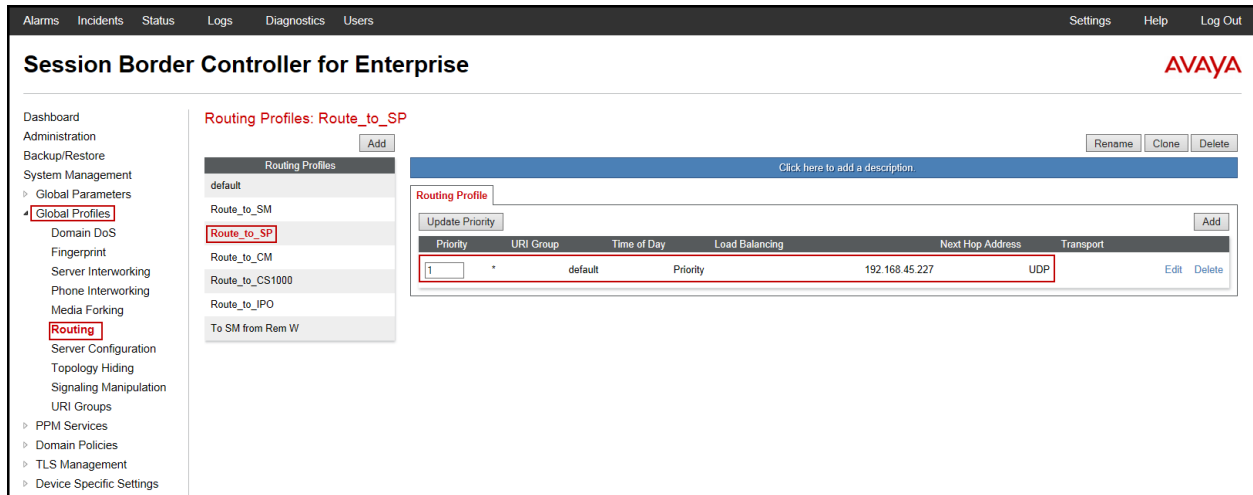 Alarms Incidents Status Logs Diagnostics Users Settings Help Log Out
Session Border Controller for Enterprise
AVAYA
Dashboard
Administration
Backup/Restore
System Management
Global Parameters
Global Profiles
Domain DoS
Fingerprint
Server Interworking
Phone Interworking
Media Forking
Routing
Server Configuration
Topology Hiding
Signaling Manipulation
URI Groups
PPM Services
Domain Policies
TLS Management
Device Specific Settings
Routing Profiles: Route_to_SP
Add
Routing Profiles
default
Route_to_SM
Route_to_SP
Route_to_CM
Route_to_CS1000
Route_to_IPO
To SM from Rem W
Rename Clone Delete
Click here to add a description.
Routing Profile
Update Priority Add
Priority URI Group Time of Day Load Balancing Next Hop Address Transport
1 * default Priority 192.168.45.227 UDP Edit Delete